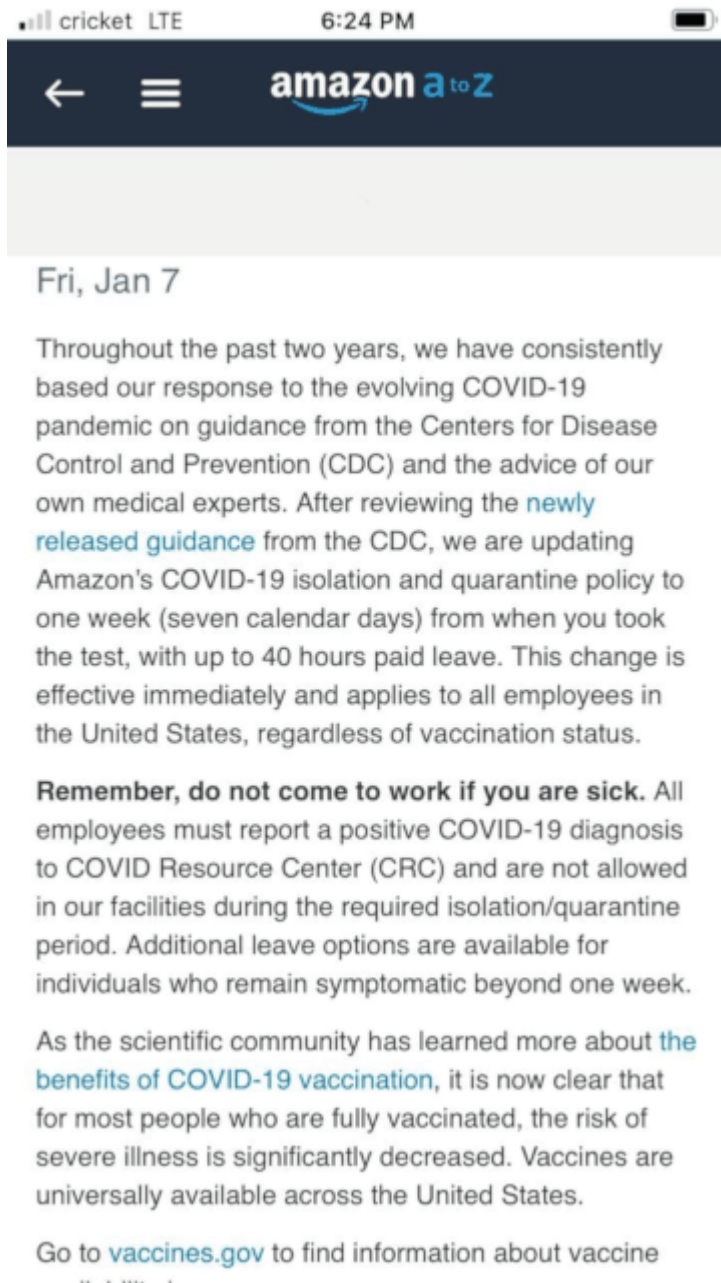 cricket LTE 6:24 PM
amazon a to z
Fri, Jan 7
Throughout the past two years, we have consistently
based our response to the evolving COVID-19
pandemic on guidance from the Centers for Disease
Control and Prevention (CDC) and the advice of our
own medical experts. After reviewing the newly
released guidance from the CDC, we are updating
Amazon's COVID-19 isolation and quarantine policy to
one week (seven calendar days) from when you took
the test, with up to 40 hours paid leave. This change is
effective immediately and applies to all employees in
the United States, regardless of vaccination status.
Remember, do not come to work if you are sick. All
employees must report a positive COVID-19 diagnosis
to COVID Resource Center (CRC) and are not allowed
in our facilities during the required isolation/quarantine
period. Additional leave options are available for
individuals who remain symptomatic beyond one week.
As the scientific community has learned more about the
benefits of COVID-19 vaccination, it is now clear that
for most people who are fully vaccinated, the risk of
severe illness is significantly decreased. Vaccines are
universally available across the United States.
Go to vaccines.gov to find information about vaccine